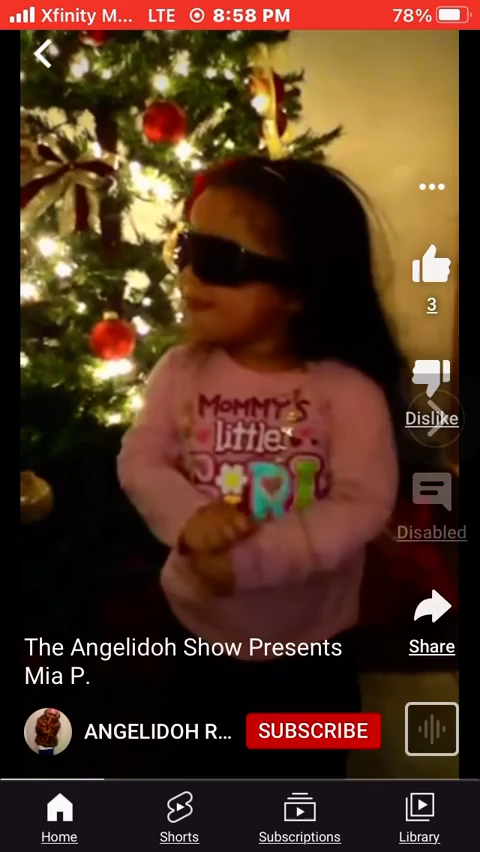 Xfinity M... LTE 8:58 PM 78%
3
MOMMY'S
little
GIRL
Dislike
Disabled
The Angelidoh Show Presents
Mia P.
Share
ANGELIDOH R... SUBSCRIBE
Home Shorts Subscriptions Library